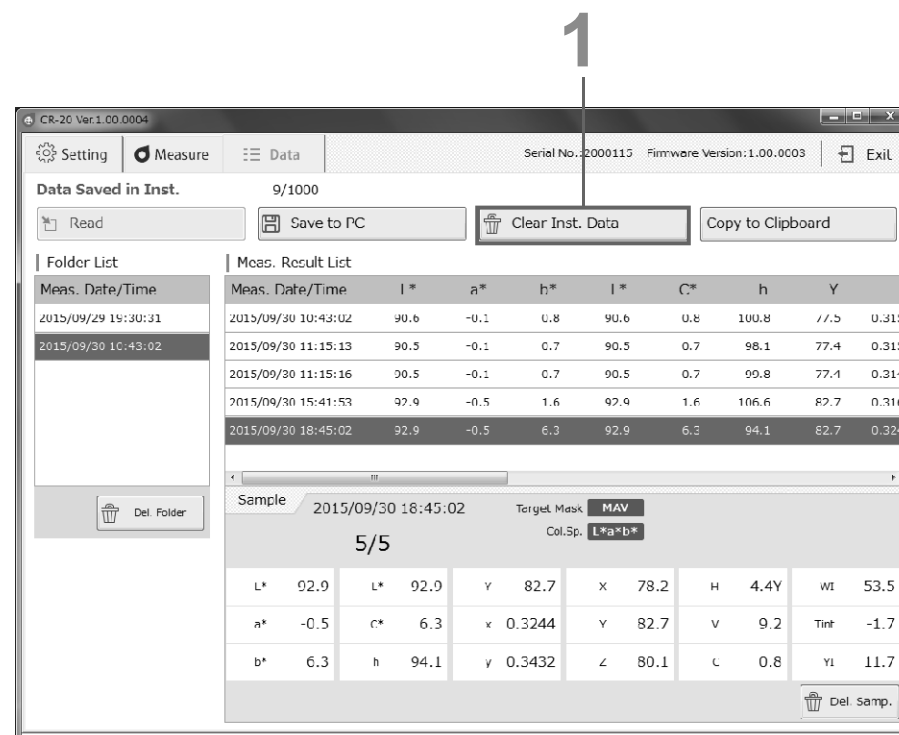 1
CR-20 Ver.1.00.0004
Setting Measure Data Serial No.:2000115 Firmware Version:1.00.0003 Exit
Data Saved in Inst. 9/1000
Read Save to PC Clear Inst. Data Copy to Clipboard
Folder List Meas. Result List
Meas. Date/Time Meas. Date/Time L* a* b* L* C* h Y
2015/09/29 19:30:31 2015/09/30 10:43:02 90.6 -0.1 0.8 90.6 0.8 100.8 77.5
2015/09/30 10:43:02 2015/09/30 11:15:13 90.5 -0.1 0.7 90.5 0.7 98.1 77.4
2015/09/30 11:15:16 90.5 -0.1 0.7 90.5 0.7 99.8 77.4
2015/09/30 15:41:53 92.9 -0.5 1.6 92.9 1.6 106.6 82.7
2015/09/30 18:45:02 92.9 -0.5 6.3 92.9 6.3 94.1 82.7
Sample 2015/09/30 18:45:02 Target Mask MAV
Del. Folder
Col.Sp. L*a*b*
5/5
L* 92.9 L* 92.9 Y 82.7 X 78.2 H 4.4Y WI 53.5
a* -0.5 C* 6.3 x 0.3244 Y 82.7 V 9.2 Tint -1.7
b* 6.3 h 94.1 y 0.3432 Z 80.1 C 0.8 YI 11.7
Del. Samp.